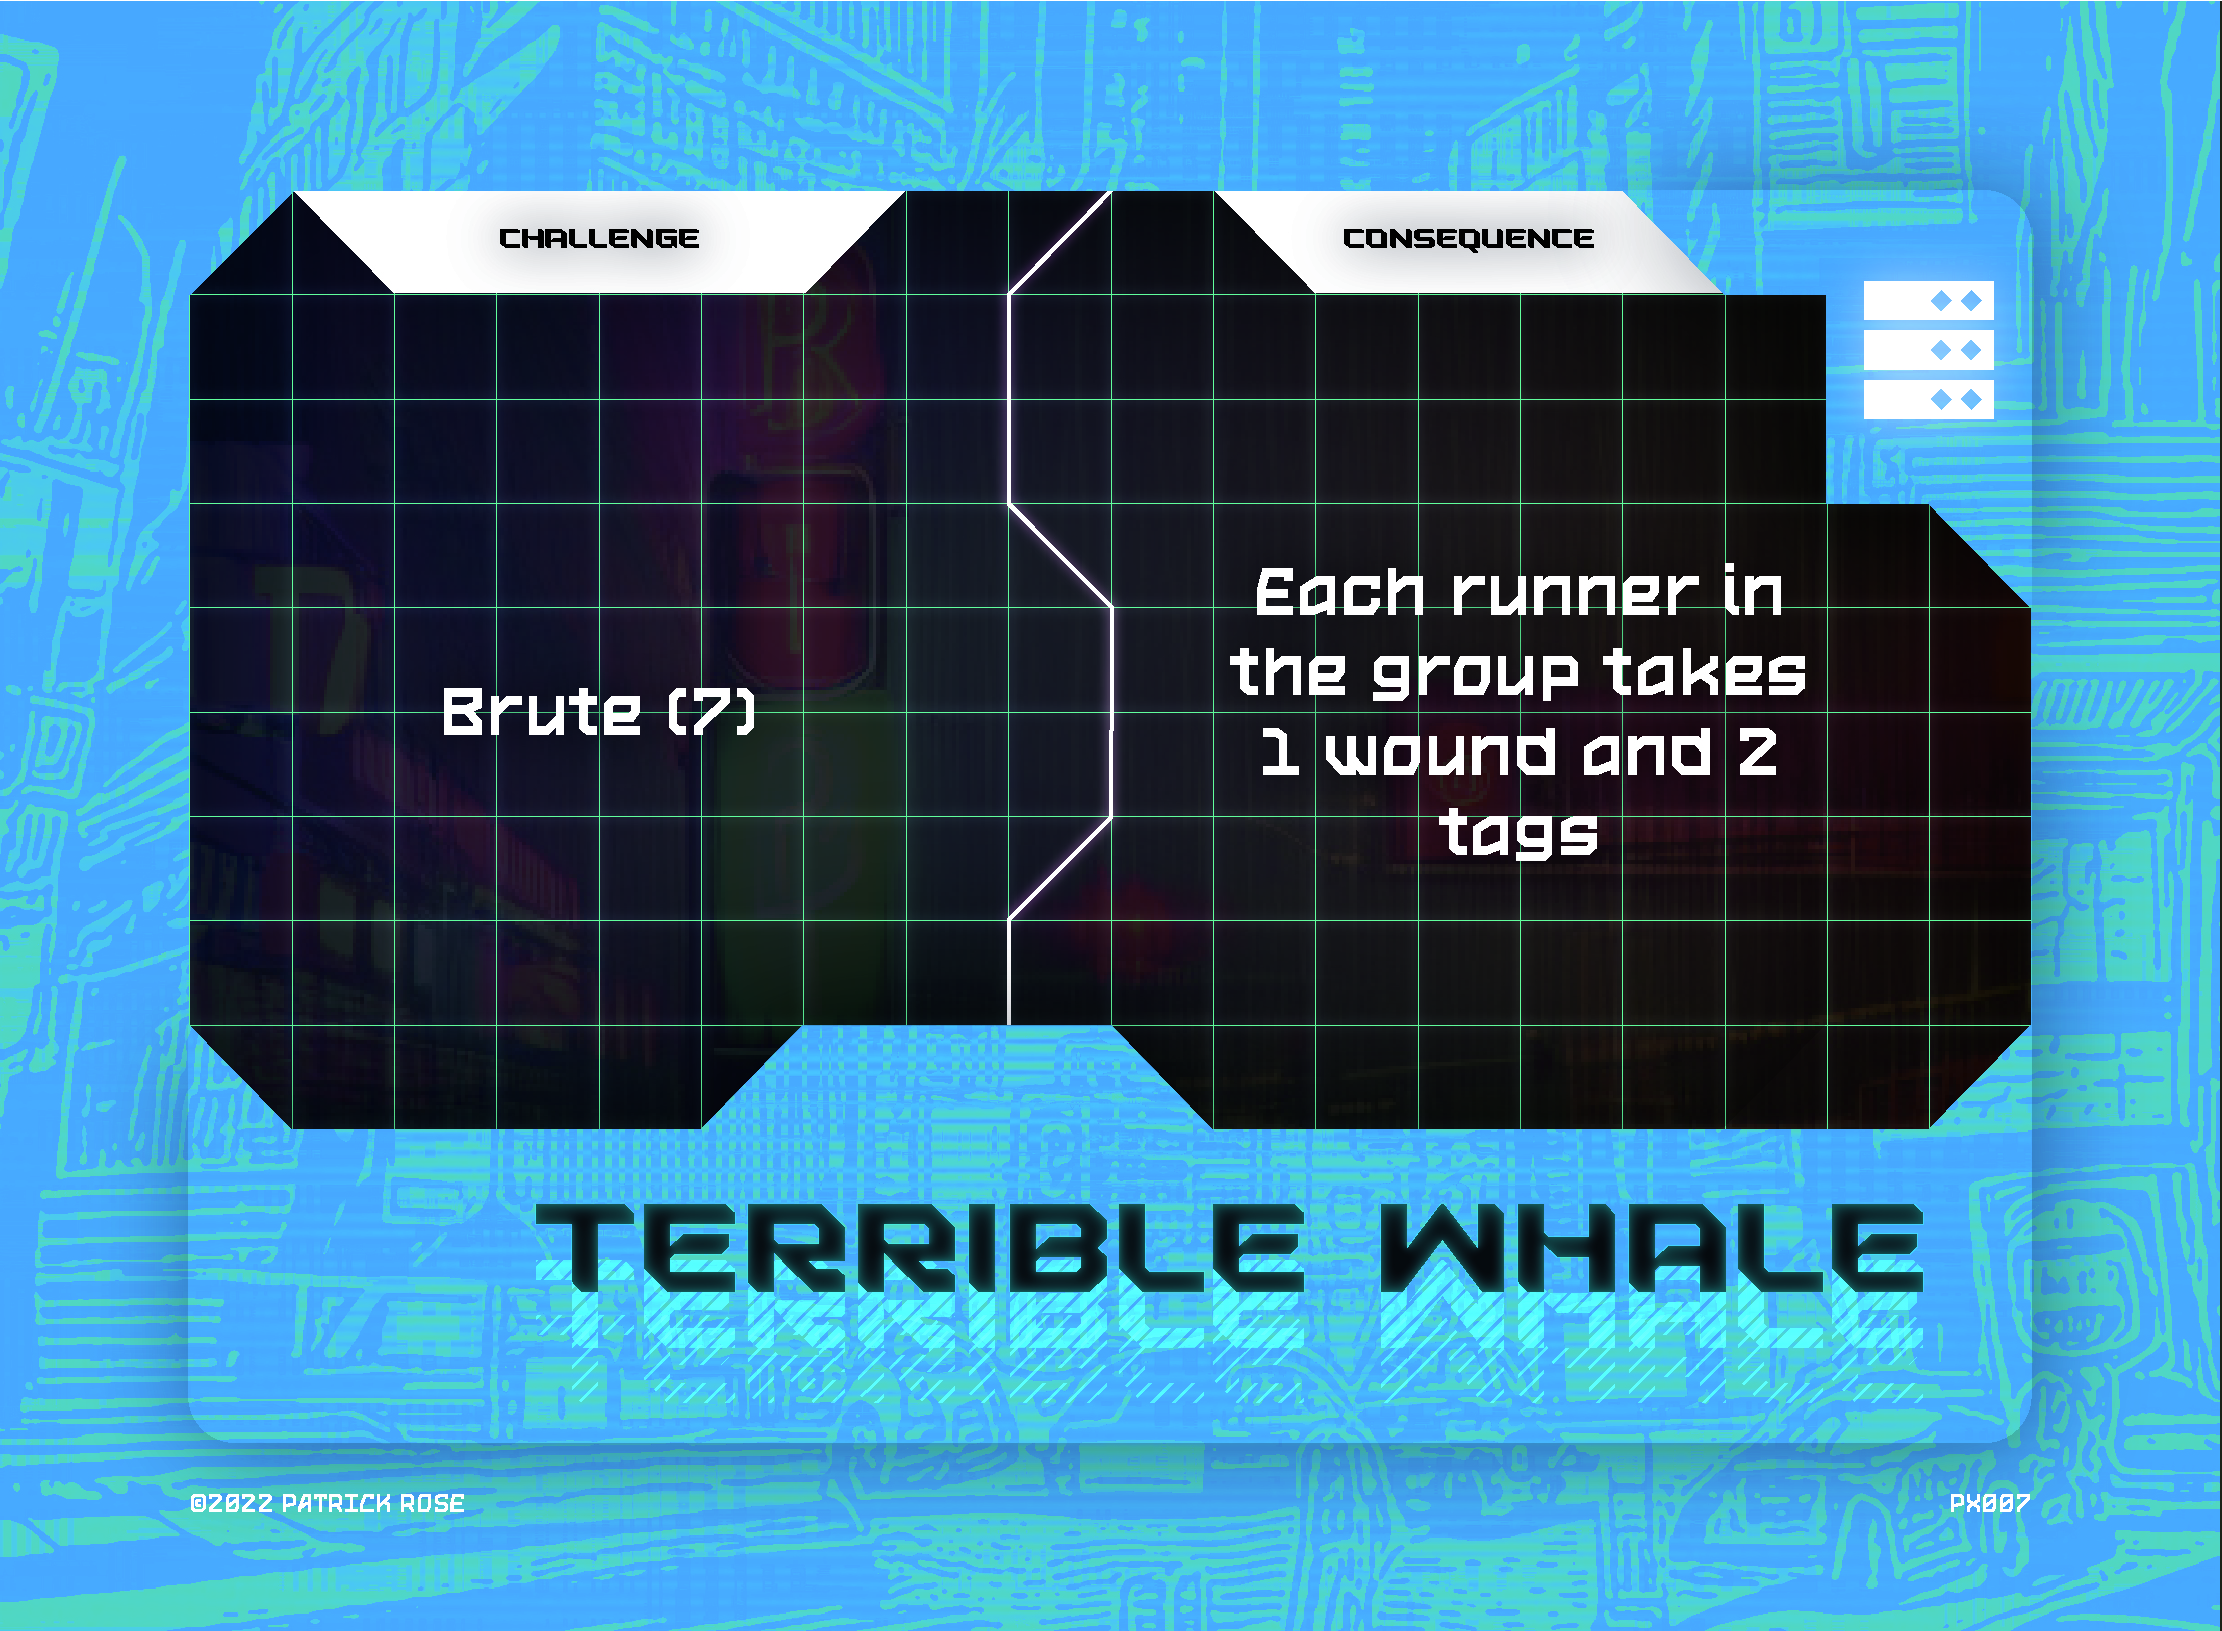 CHALLENGE
CONSEQUENCE
Brute (7)
Each runner in
the group takes
1 wound and 2
tags
TERRIBLE WHALE
©2022 PATRICK ROSE
PX007